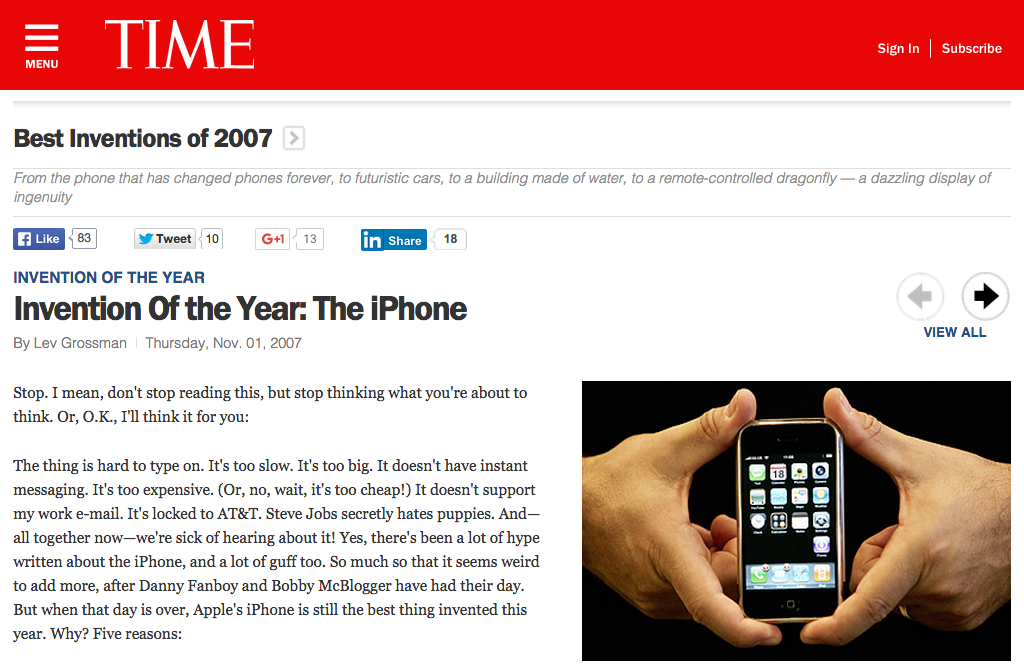 MENU
TIME
Sign In
Subscribe
Best Inventions of 2007
From the phone that has changed phones forever, to futuristic cars, to a building made of water, to a remote-controlled dragonfly — a dazzling display of
ingenuity
Like 83
Tweet 10
G+1 13
in Share 18
INVENTION OF THE YEAR
Invention Of the Year: The iPhone
By Lev Grossman | Thursday, Nov. 01, 2007
VIEW ALL
Stop. I mean, don't stop reading this, but stop thinking what you're about to
think. Or, O.K., I'll think it for you:
The thing is hard to type on. It's too slow. It's too big. It doesn't have instant
messaging. It's too expensive. (Or, no, wait, it's too cheap!) It doesn't support
my work e-mail. It's locked to AT&T. Steve Jobs secretly hates puppies. And—
all together now—we're sick of hearing about it! Yes, there's been a lot of hype
written about the iPhone, and a lot of guff too. So much so that it seems weird
to add more, after Danny Fanboy and Bobby McBlogger have had their day.
But when that day is over, Apple's iPhone is still the best thing invented this
year. Why? Five reasons:
18